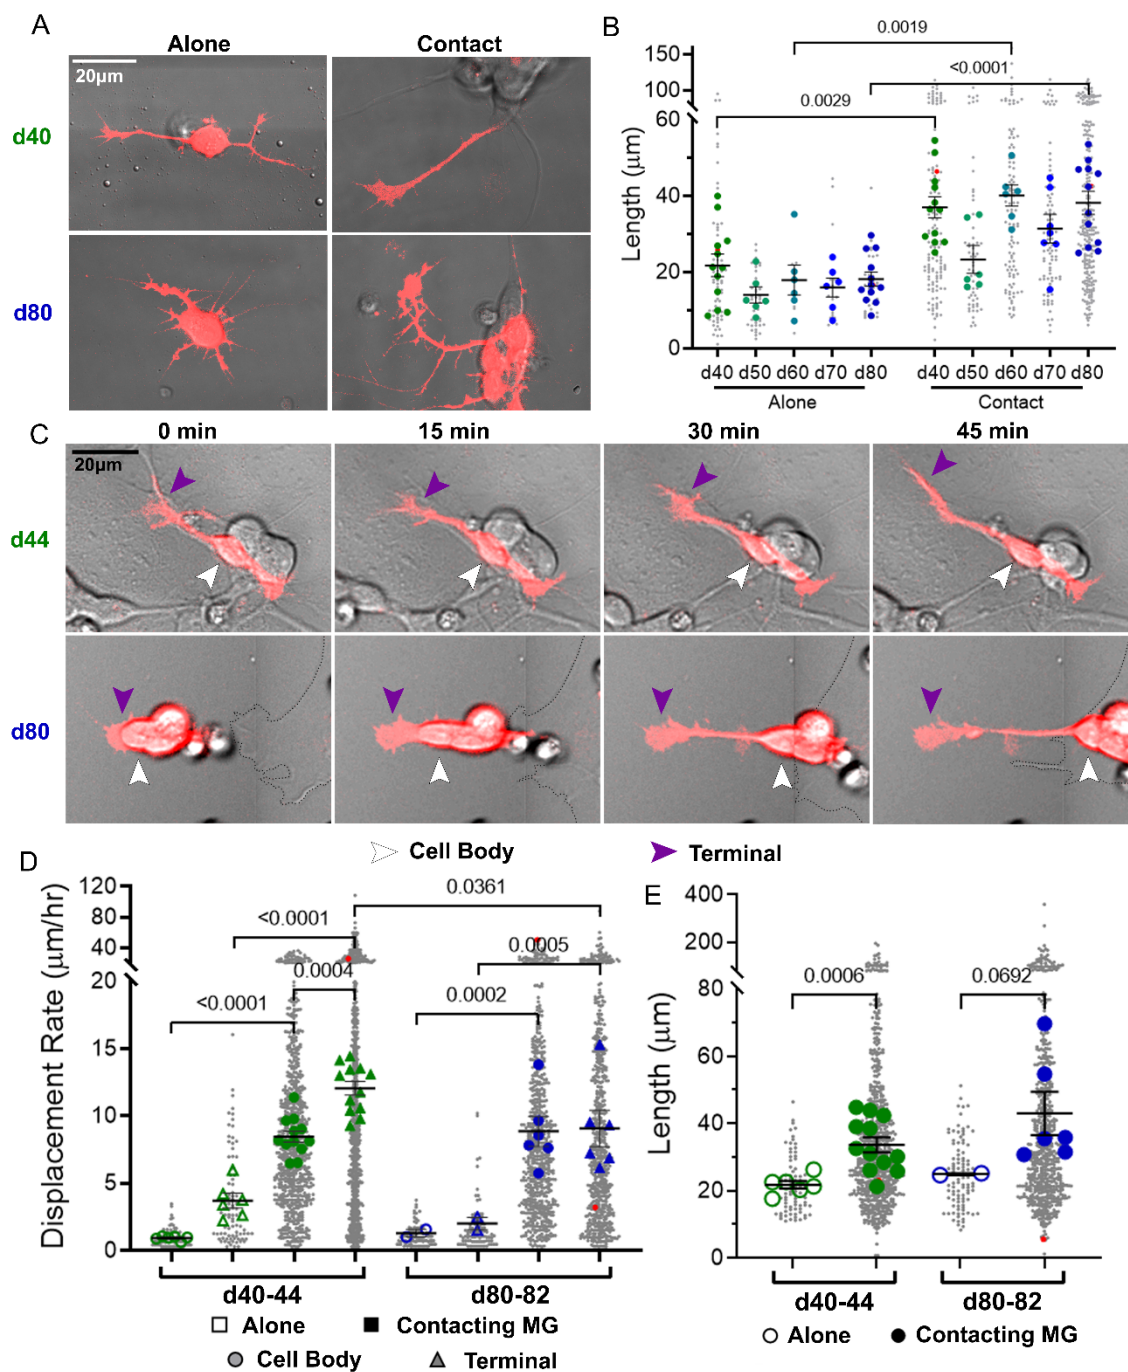 A
Alone
Contact
20µm
d40
d80
B
0.0019
<0.0001
0.0029
150
100
60
40
20
0
Length (µm)
d40 d50 d60 d70 d80 d40 d50 d60 d70 d80
Alone
Contact
C
0 min
15 min
30 min
45 min
20µm
d44
d80
Cell Body
Terminal
D
0.0361
<0.0001
0.0005
0.0004
<0.0001
0.0002
120
80
40
20
15
10
5
0
Displacement Rate (µm/hr)
d40-44
d80-82
Alone
Contacting MG
Cell Body
Terminal
E
0.0006
0.0692
400
200
80
60
40
20
0
Length (µm)
d40-44
d80-82
Alone
Contacting MG